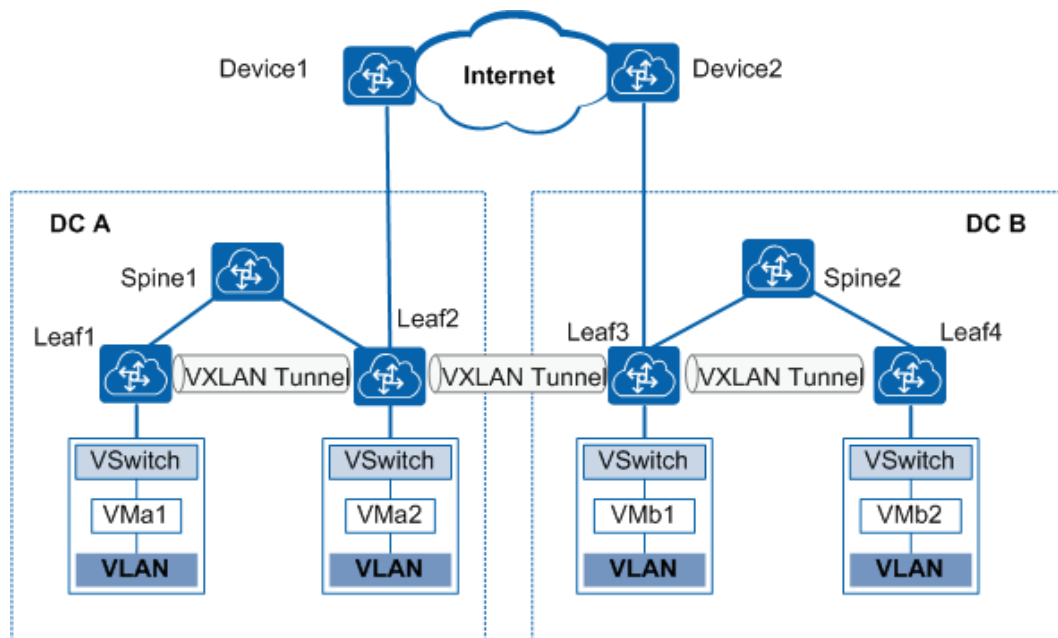 Device1
Internet
Device2
DC A
DC B
Spine1
Spine2
Leaf1
Leaf2
Leaf3
Leaf4
VXLAN Tunnel
VXLAN Tunnel
VXLAN Tunnel
VSwitch
VSwitch
VSwitch
VSwitch
VMa1
VMa2
VMb1
VMb2
VLAN
VLAN
VLAN
VLAN